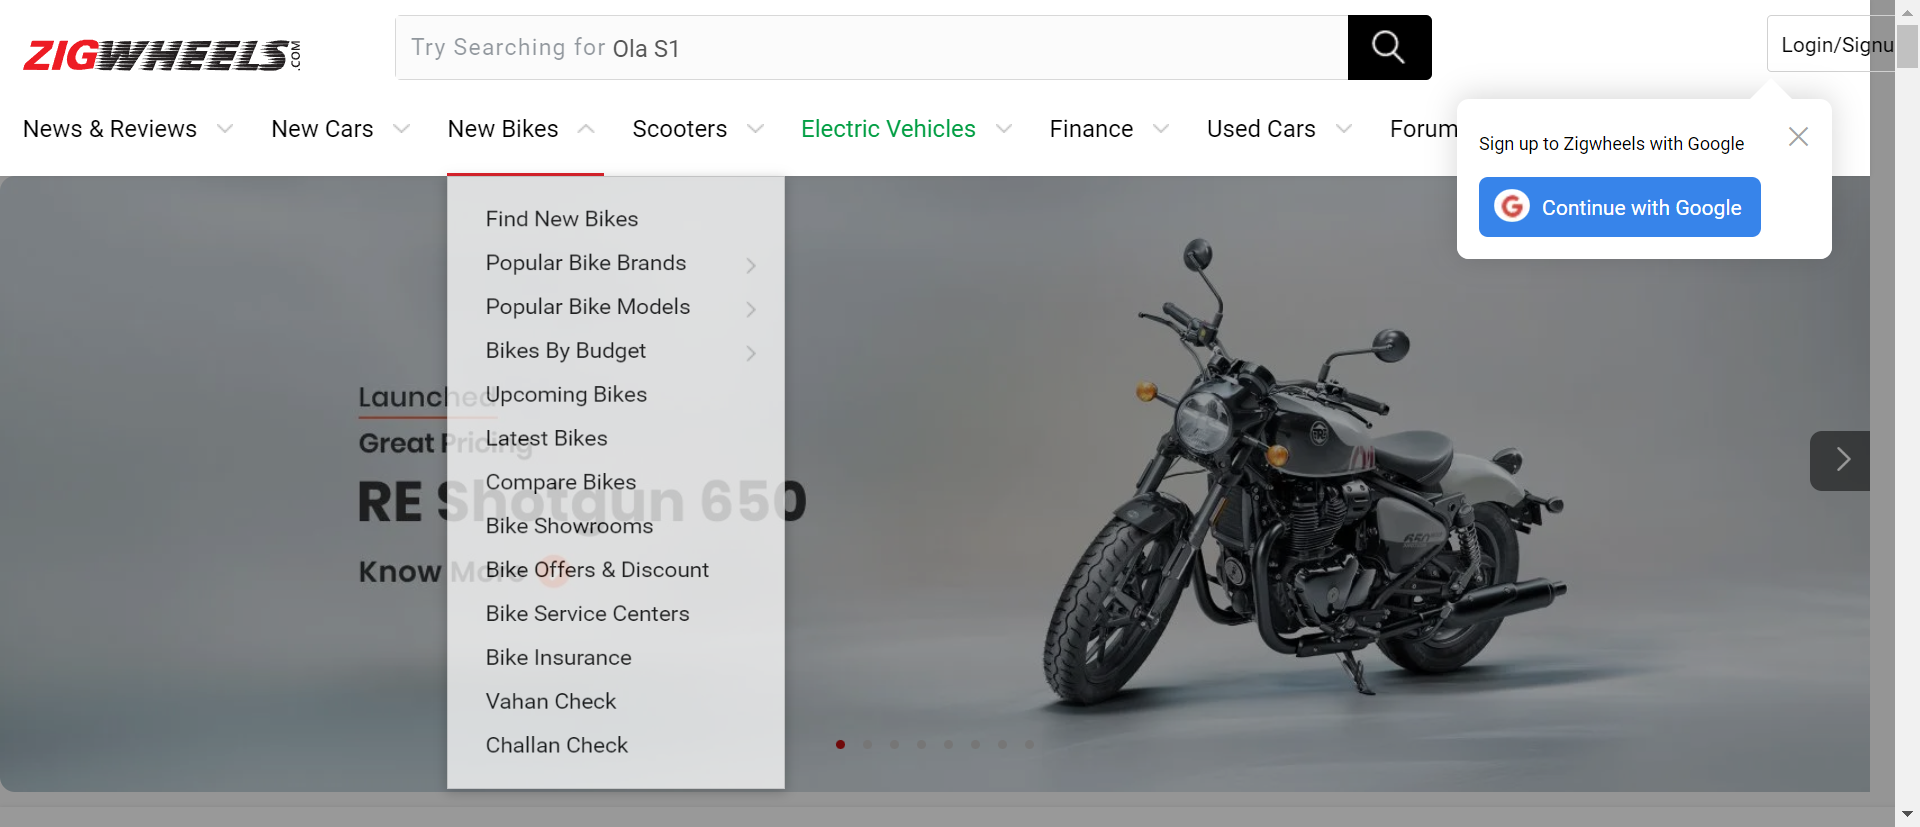 ZIGWHEELS.COM
Try Searching for Ola S1
Login/Signu
News & Reviews
New Cars
New Bikes
Scooters
Electric Vehicles
Finance
Used Cars
Forum
Sign up to Zigwheels with Google
Continue with Google
Find New Bikes
Popular Bike Brands
Popular Bike Models
Bikes By Budget
Upcoming Bikes
Latest Bikes
Compare Bikes
Bike Showrooms
Bike Offers & Discount
Bike Service Centers
Bike Insurance
Vahan Check
Challan Check
Launched
Great Pricing
RE Shotgun 650
Know More
650